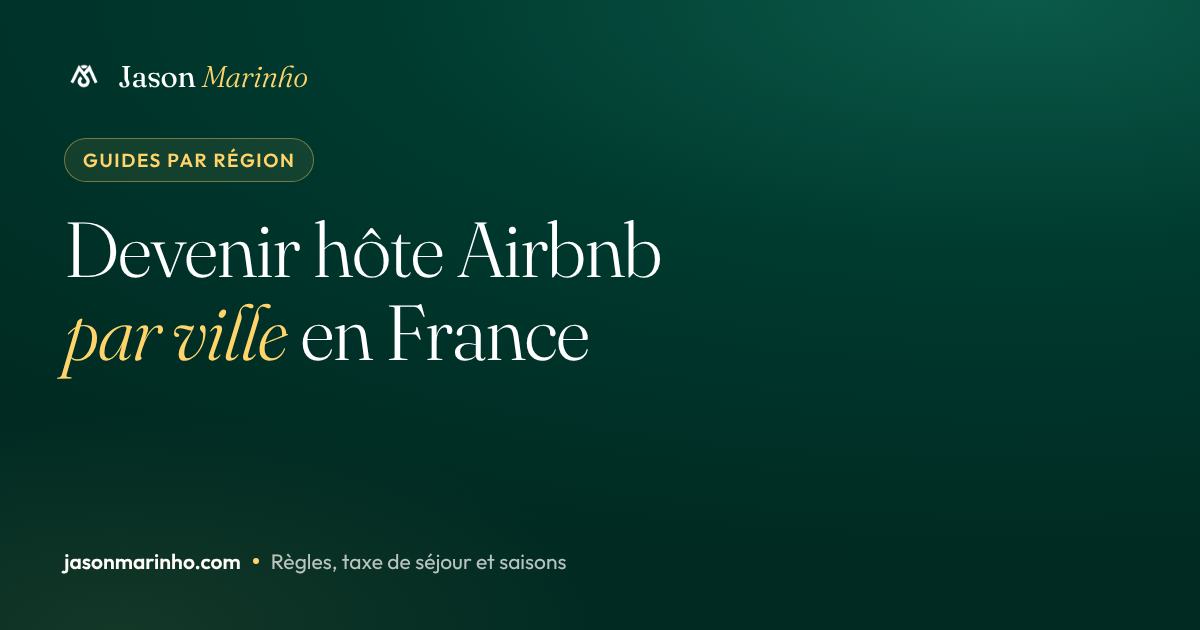 Jason Marinho
GUIDES PAR RÉGION
Devenir hôte Airbnb
par ville en France
jasonmarinho.com • Règles, taxe de séjour et saisons